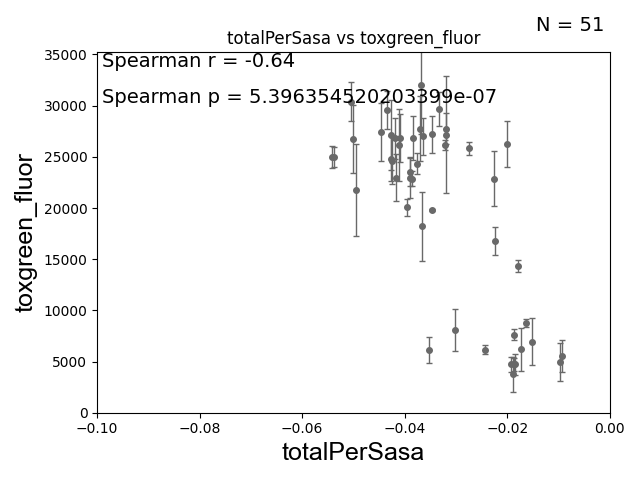 N = 51
totalPerSasa vs toxgreen_fluor
Spearman r = -0.64
Spearman p = 5.396354520203399e-07
toxgreen_fluor
35000
30000
25000
20000
15000
10000
5000
0
−0.10
−0.08
−0.06
−0.04
−0.02
0.00
totalPerSasa